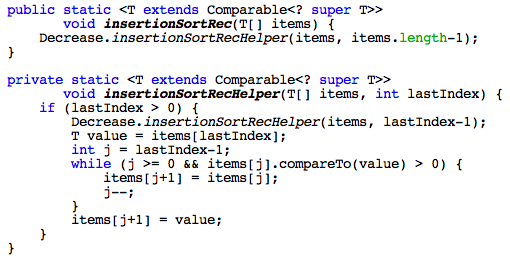 public static <T extends Comparable<? super T>>
        void insertionSortRec(T[] items) {
    Decrease.insertionSortRecHelper(items, items.length-1);
}

private static <T extends Comparable<? super T>>
        void insertionSortRecHelper(T[] items, int lastIndex) {
    if (lastIndex > 0) {
        Decrease.insertionSortRecHelper(items, lastIndex-1);
        T value = items[lastIndex];
        int j = lastIndex-1;
        while (j >= 0 && items[j].compareTo(value) > 0) {
            items[j+1] = items[j];
            j--;
        }
        items[j+1] = value;
    }
}